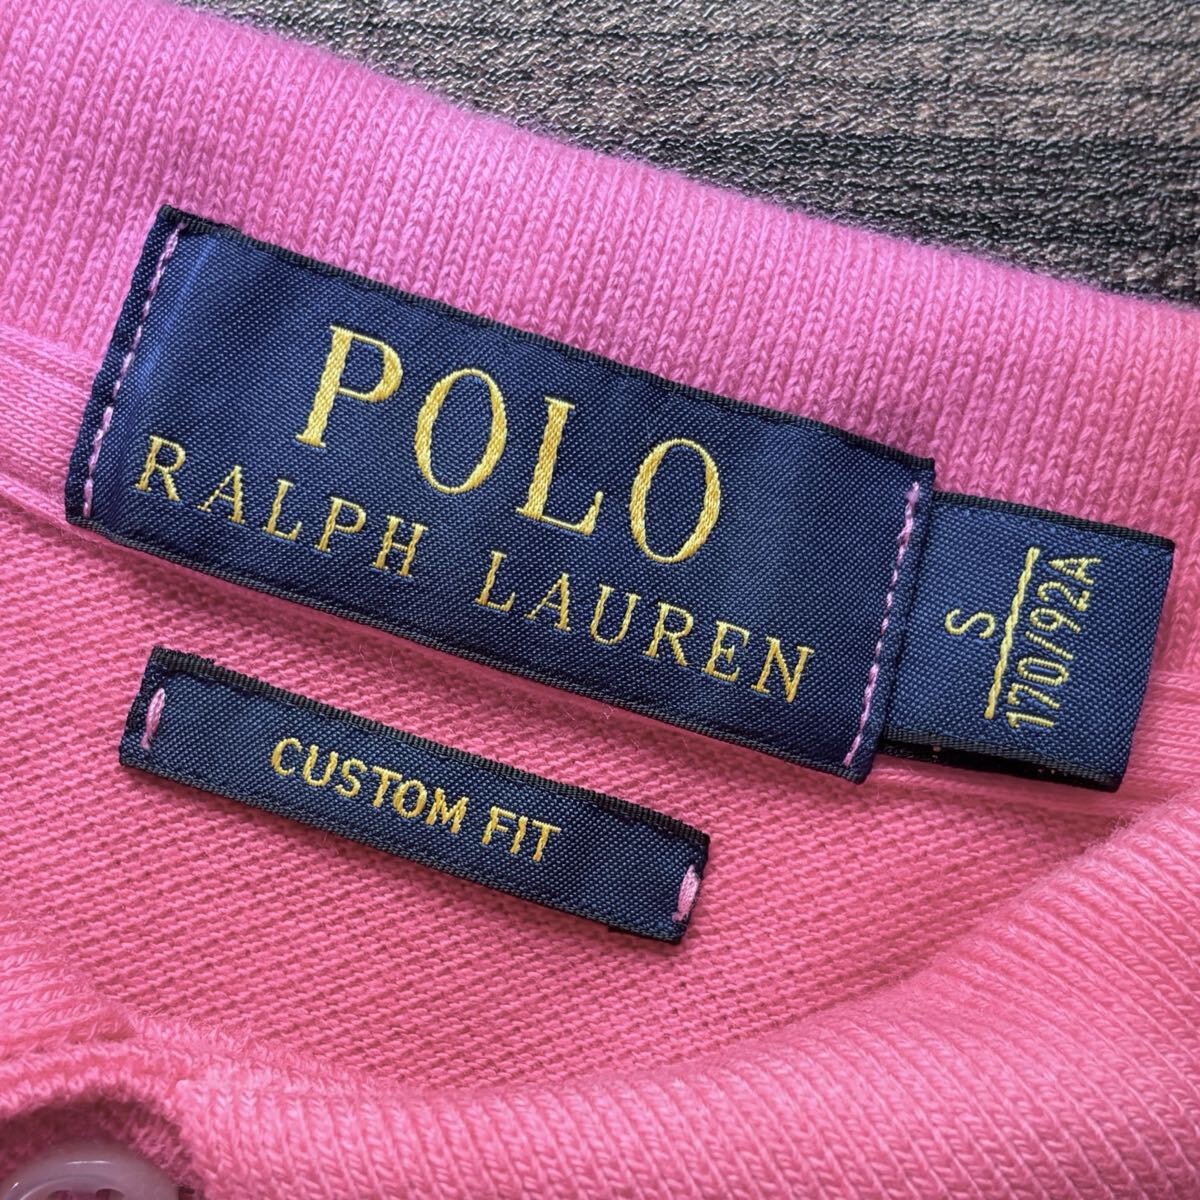 POLO
RALPH LAUREN
S
170/92A
CUSTOM FIT